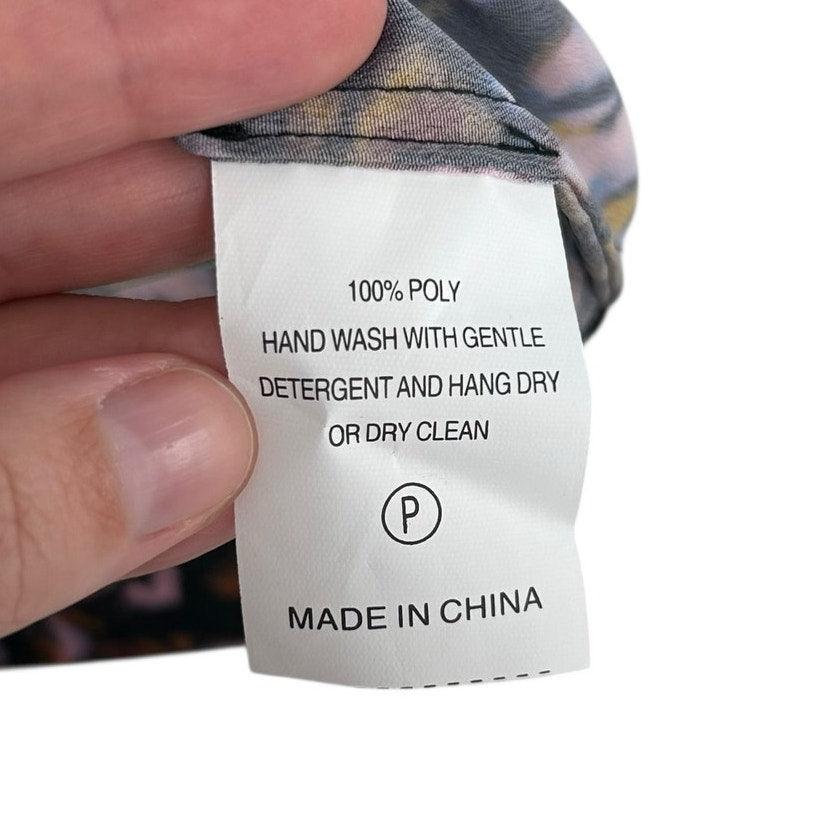 100% POLY
HAND WASH WITH GENTLE
DETERGENT AND HANG DRY
OR DRY CLEAN
P
MADE IN CHINA